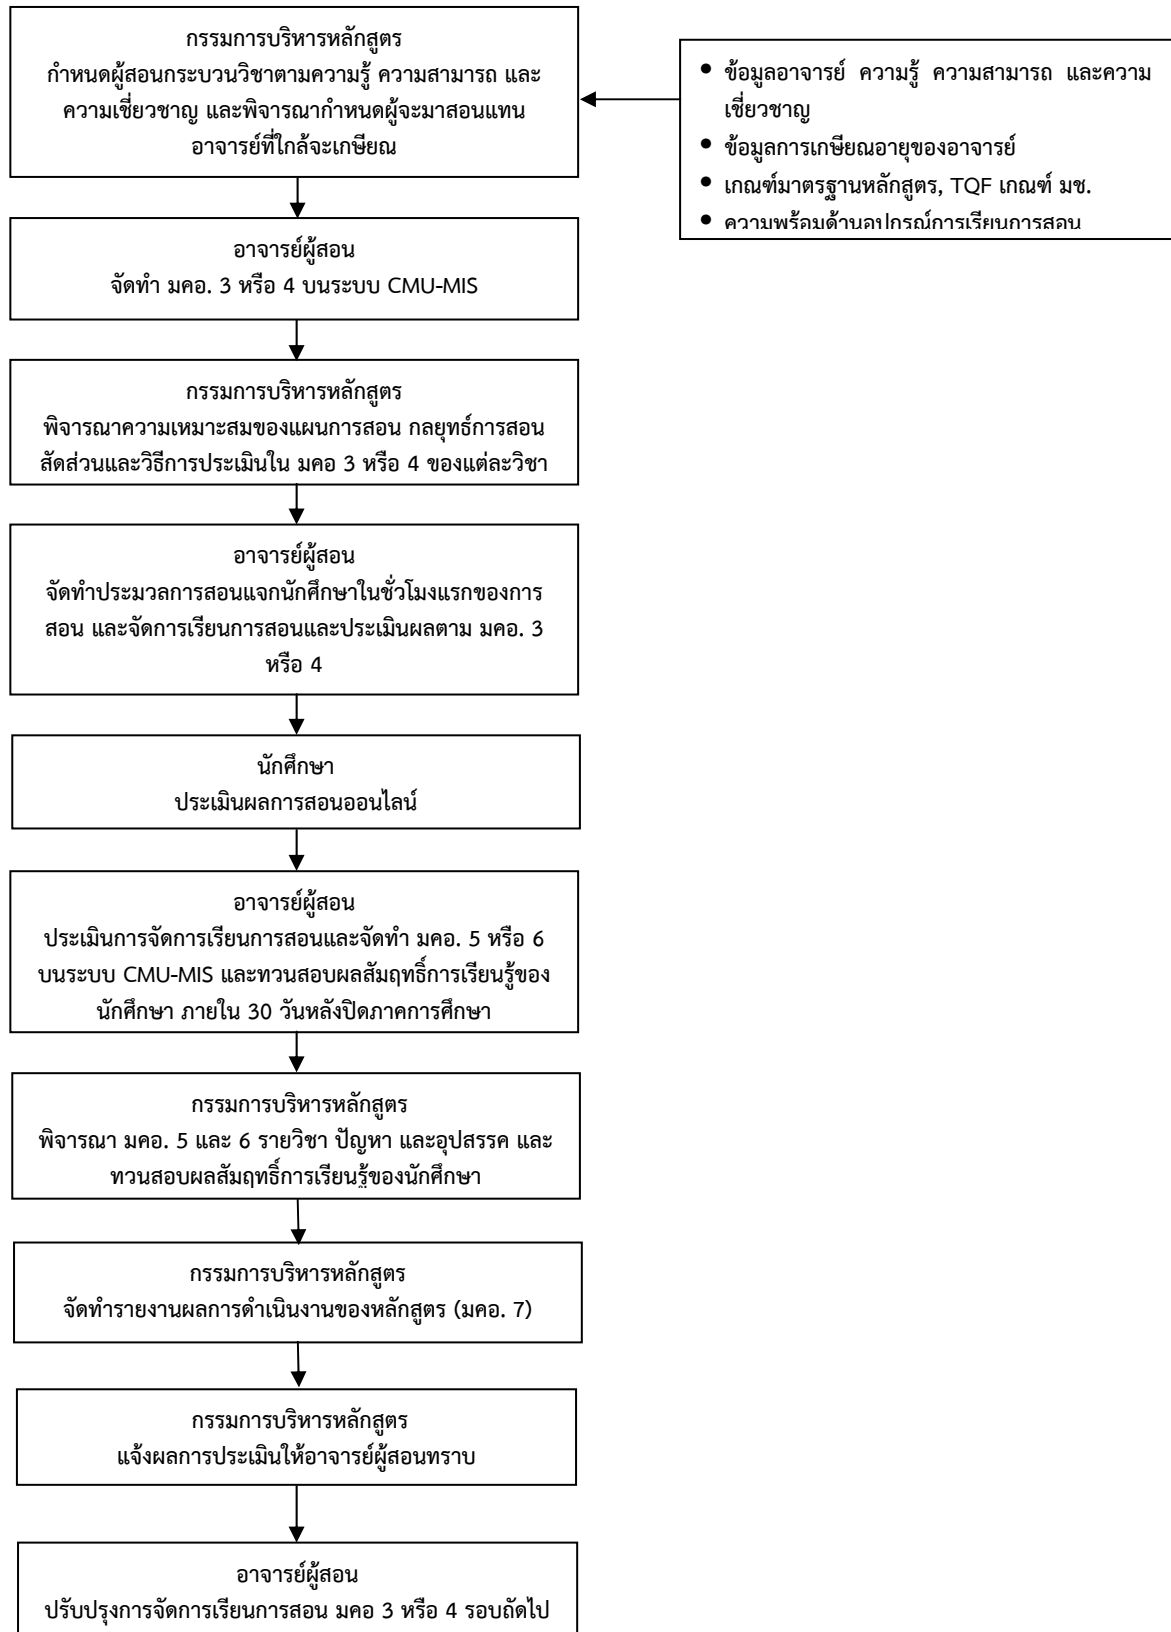 กรรมการบริหารหลักสูตร
กำหนดผู้สอนกระบวนวิชาตามความรู้ ความสามารถ และ
ความเชี่ยวชาญ และพิจารณากำหนดผู้จะมาสอนแทน
อาจารย์ที่ใกล้จะเกษียณ
• ข้อมูลอาจารย์ ความรู้ ความสามารถ และความ
เชี่ยวชาญ
• ข้อมูลการเกษียณอายุของอาจารย์
• เกณฑ์มาตรฐานหลักสูตร, TQF เกณฑ์ มช.
• ความพร้อมด้านอุปกรณ์การเรียนการสอน
อาจารย์ผู้สอน
จัดทำ มคอ. 3 หรือ 4 บนระบบ CMU-MIS
กรรมการบริหารหลักสูตร
พิจารณาความเหมาะสมของแผนการสอน กลยุทธ์การสอน
สัดส่วนและวิธีการประเมินใน มคอ 3 หรือ 4 ของแต่ละวิชา
อาจารย์ผู้สอน
จัดทำประมวลการสอนแจกนักศึกษาในชั่วโมงแรกของการ
สอน และจัดการเรียนการสอนและประเมินผลตาม มคอ. 3
หรือ 4
นักศึกษา
ประเมินผลการสอนออนไลน์
อาจารย์ผู้สอน
ประเมินการจัดการเรียนการสอนและจัดทำ มคอ. 5 หรือ 6
บนระบบ CMU-MIS และทวนสอบผลสัมฤทธิ์การเรียนรู้ของ
นักศึกษา ภายใน 30 วันหลังปิดภาคการศึกษา
กรรมการบริหารหลักสูตร
พิจารณา มคอ. 5 และ 6 รายวิชา ปัญหา และอุปสรรค และ
ทวนสอบผลสัมฤทธิ์การเรียนรู้ของนักศึกษา
กรรมการบริหารหลักสูตร
จัดทำรายงานผลการดำเนินงานของหลักสูตร (มคอ. 7)
กรรมการบริหารหลักสูตร
แจ้งผลการประเมินให้อาจารย์ผู้สอนทราบ
อาจารย์ผู้สอน
ปรับปรุงการจัดการเรียนการสอน มคอ 3 หรือ 4 รอบถัดไป